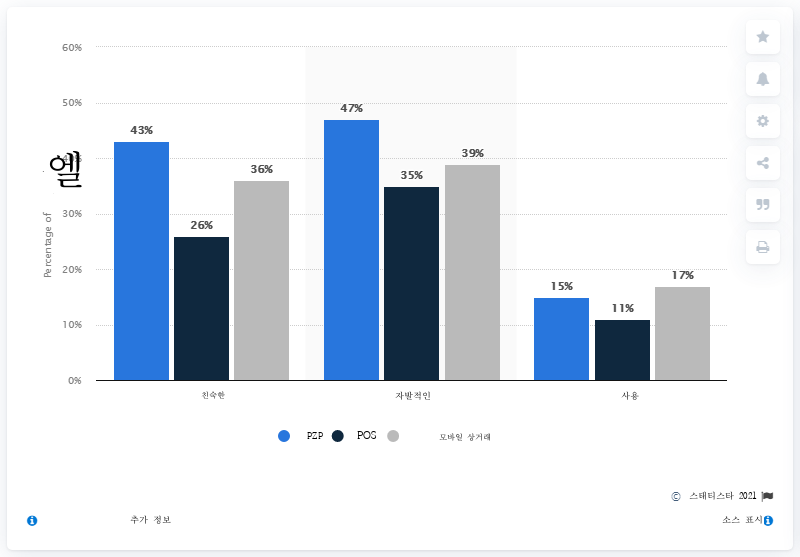 60%
50%
40%
30%
20%
10%
0%
엘
Percentage of
43%
26%
36%
47%
35%
39%
15%
11%
17%
친숙한
자발적인
사용
PZP POS 모바일 상거래
© 스태티스타 2021
추가 정보
소스 표시